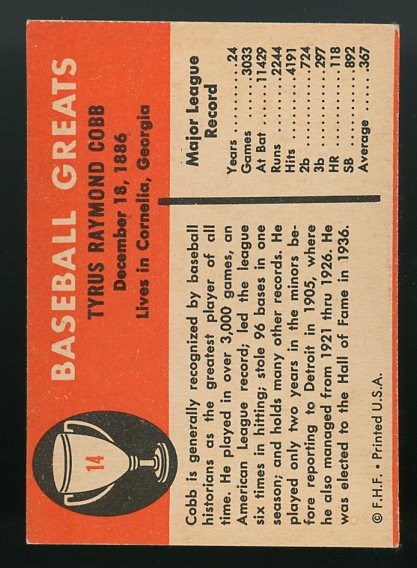 14
BASEBALL GREATS
TYRUS RAYMOND COBB
December 18, 1886
Lives in Cornelia, Georgia
Cobb is generally recognized by baseball
historians as the greatest player of all
time. He played in over 3,000 games, an
American League record; led the league
six times in hitting; stole 96 bases in one
season; and holds many other records. He
played only two years in the minors be-
fore reporting to Detroit in 1905, where
he also managed from 1921 thru 1926. He
was elected to the Hall of Fame in 1936.
Major League
Record
Years ....... 24
Games ..... 3033
At Bat .... 11429
Runs ....... 2244
Hits ......... 4191
2b ............ 724
3b ............ 297
HR ........... 118
SB ............ 892
Average .... .367
© F.H.F. • Printed U.S.A.